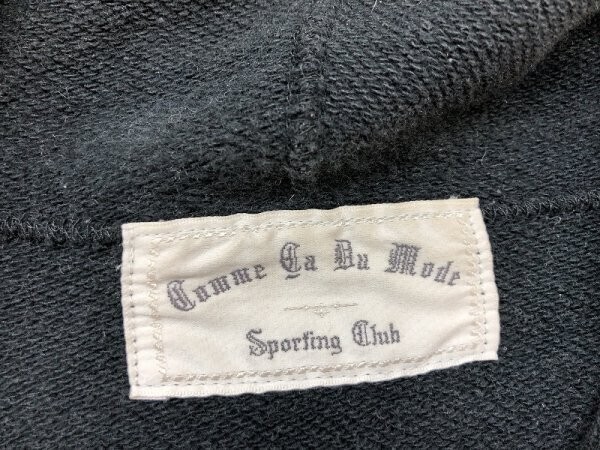 Comme Ça Du Mode
Sporting Club